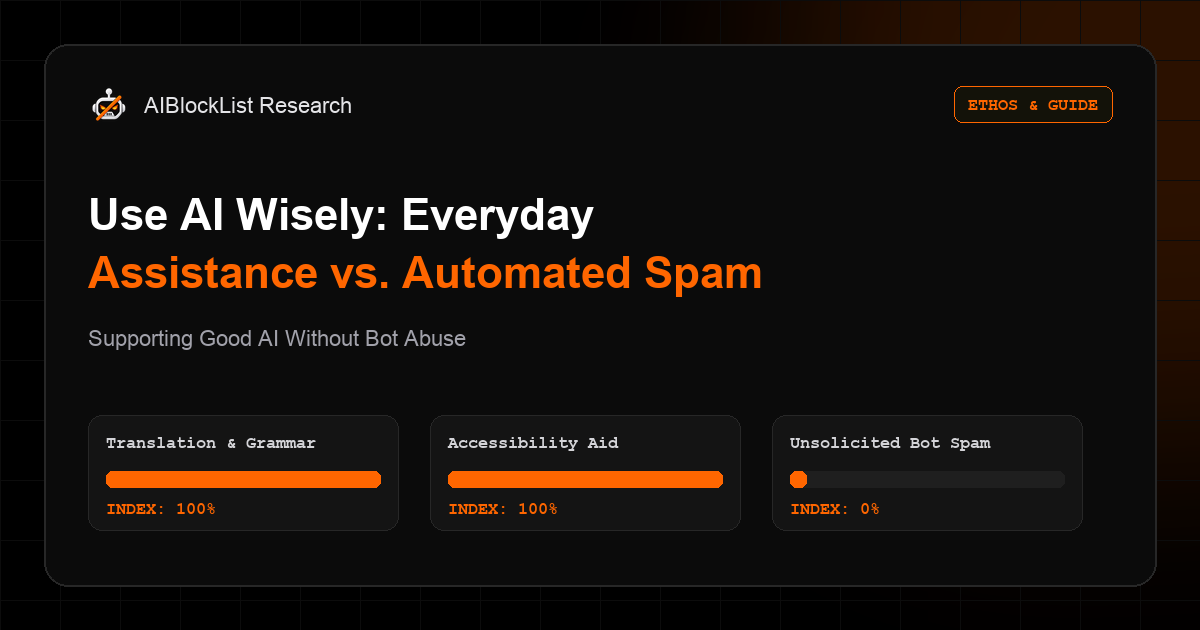 AIBlockList Research
ETHOS & GUIDE
Use AI Wisely: Everyday
Assistance vs. Automated Spam
Supporting Good AI Without Bot Abuse
Translation & Grammar
INDEX: 100%
Accessibility Aid
INDEX: 100%
Unsolicited Bot Spam
INDEX: 0%